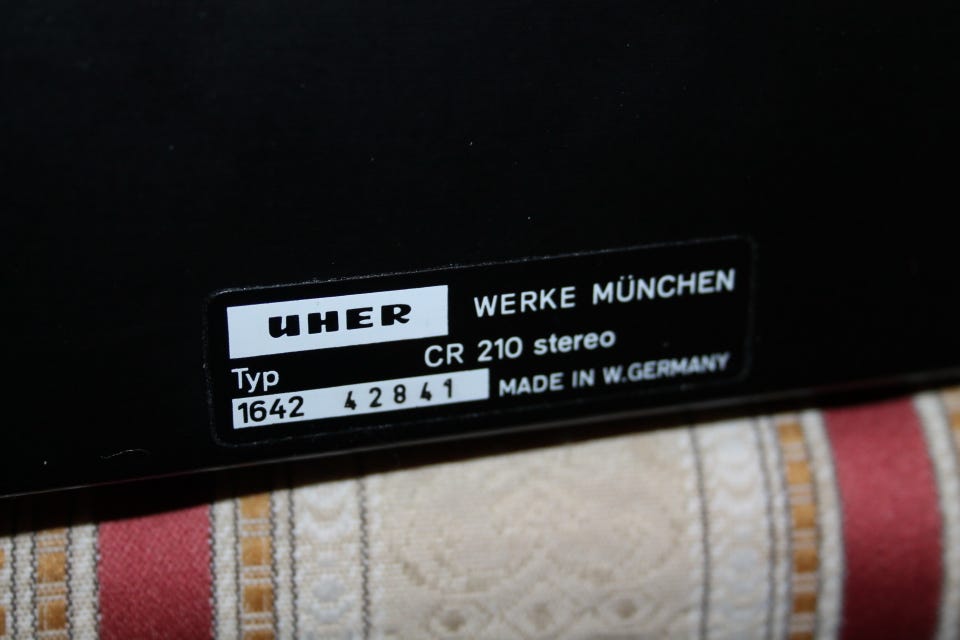 UHER WERKE MÜNCHEN
CR 210 stereo
Typ
1642 42841 MADE IN W.GERMANY